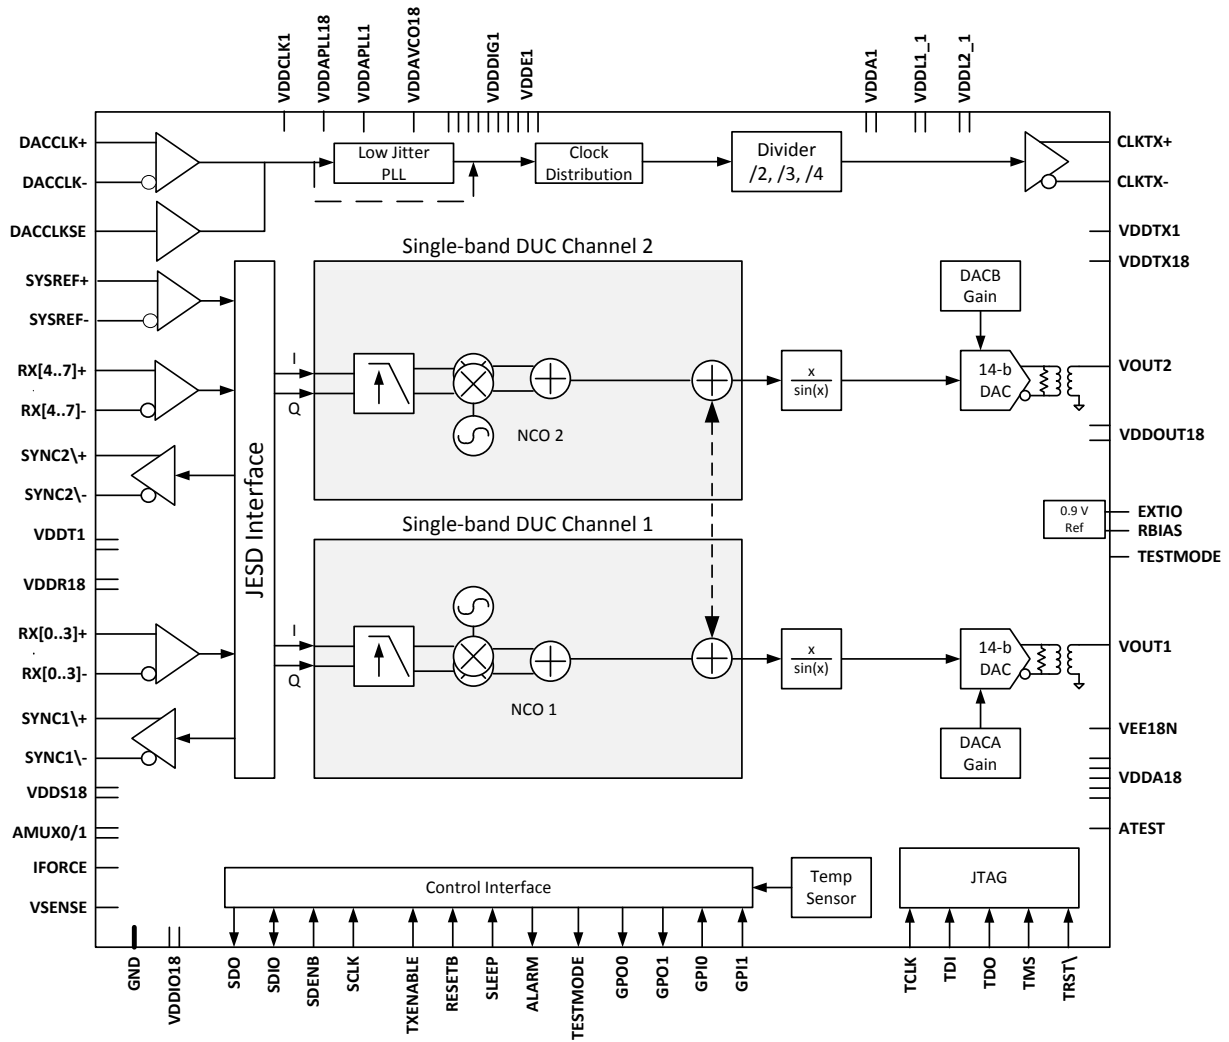 VDDCLK1
VDDAPLL18
VDDAPLL1
VDDAVCO18
VDDDIG1
VDDE1
VDDA1
VDDL1_1
VDDL2_1
DACCLK+
DACCLK-
DACCLKSE
SYSREF+
SYSREF-
RX[4..7]+
RX[4..7]-
SYNC2\+
SYNC2\-
VDDT1
VDDR18
RX[0..3]+
RX[0..3]-
SYNC1\+
SYNC1\-
VDDS18
AMUX0/1
IFORCE
VSENSE
Low Jitter
PLL
Clock
Distribution
Divider
/2, /3, /4
JESD Interface
Single-band DUC Channel 2
I
Q
NCO 2
x
sin(x)
DACB
Gain
14-b
DAC
Single-band DUC Channel 1
I
Q
NCO 1
x
sin(x)
14-b
DAC
DACA
Gain
0.9 V
Ref
CLKTX+
CLKTX-
VDDTX1
VDDTX18
VOUT2
VDDOUT18
EXTIO
RBIAS
TESTMODE
VOUT1
VEE18N
VDDA18
ATEST
Control Interface
Temp
Sensor
JTAG
GND
VDDIO18
SDO
SDIO
SDENB
SCLK
TXENABLE
RESETB
SLEEP
ALARM
TESTMODE
GPO0
GPO1
GPI0
GPI1
TCLK
TDI
TDO
TMS
TRST\